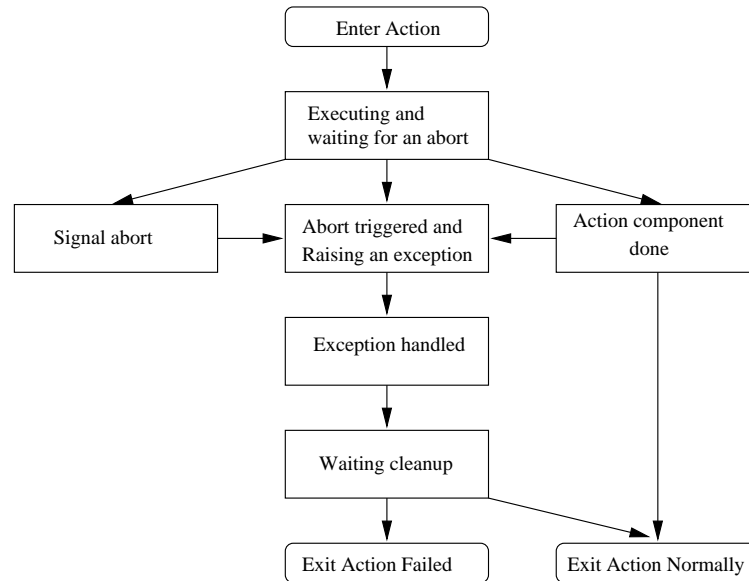 Enter Action
Executing and
waiting for an abort
Signal abort
Abort triggered and
Raising an exception
Action component
done
Exception handled
Waiting cleanup
Exit Action Failed
Exit Action Normally